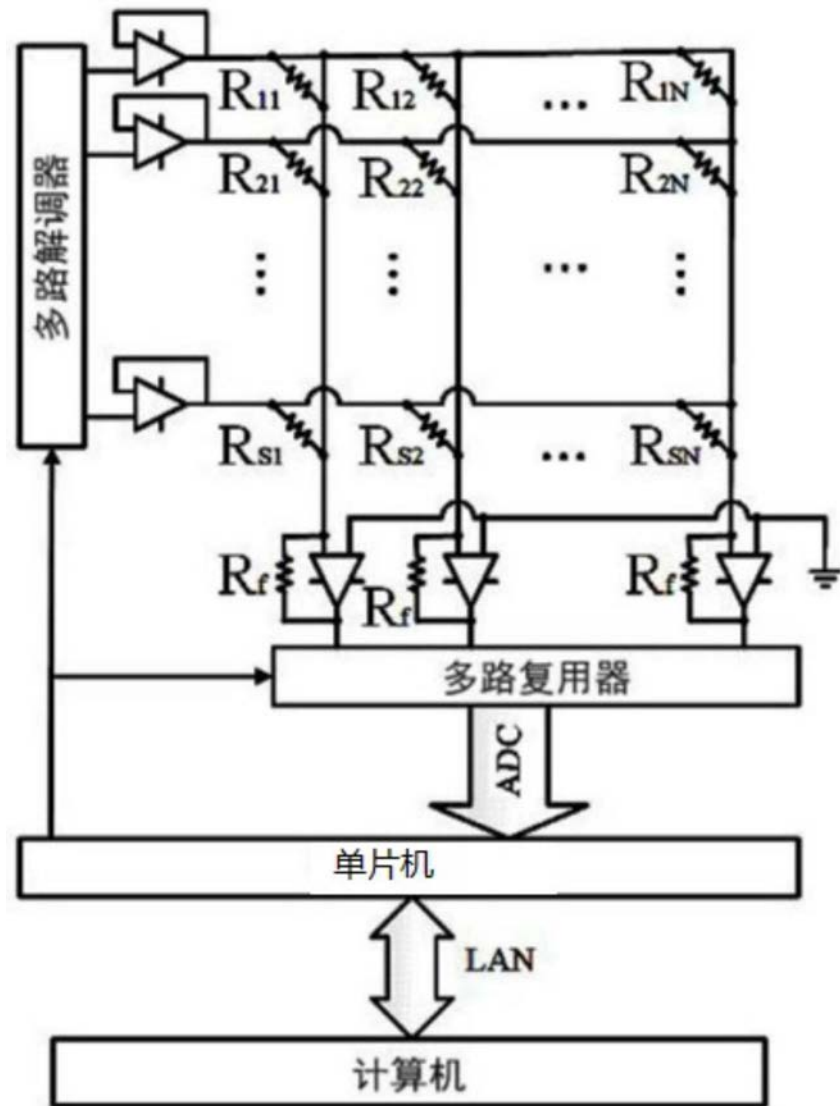 R11 R12 ... R1N
R21 R22 R2N
多路解调器
... ... ... ...
RS1 RS2 ... RSN
Rf Rf Rf
多路复用器
ADC
单片机
LAN
计算机